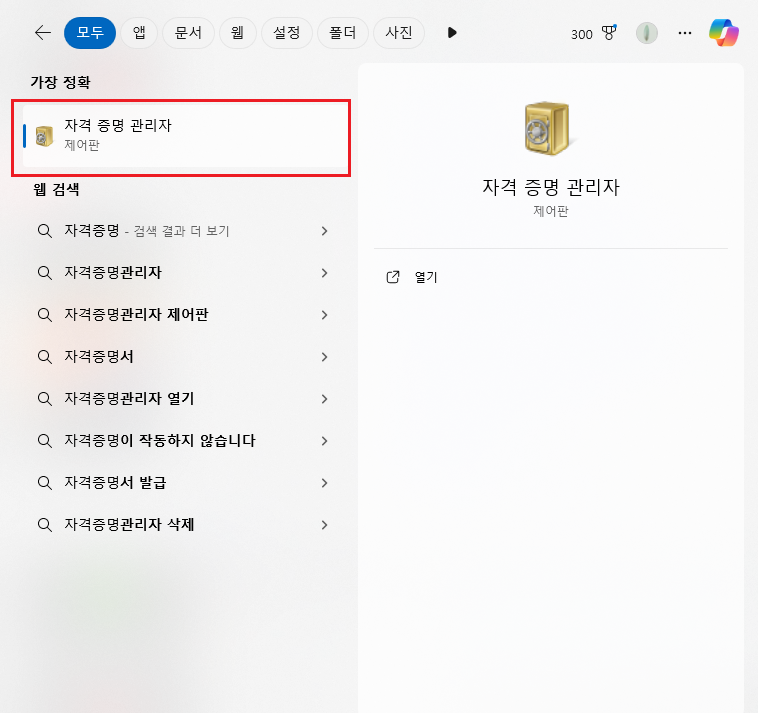 모두 앱 문서 웹 설정 폴더 사진 300
가장 정확
자격 증명 관리자
제어판
웹 검색
자격증명 - 검색 결과 더 보기
자격증명관리자
자격증명관리자 제어판
자격증명서
자격증명관리자 열기
자격증명이 작동하지 않습니다
자격증명서 발급
자격증명관리자 삭제
자격 증명 관리자
제어판
열기